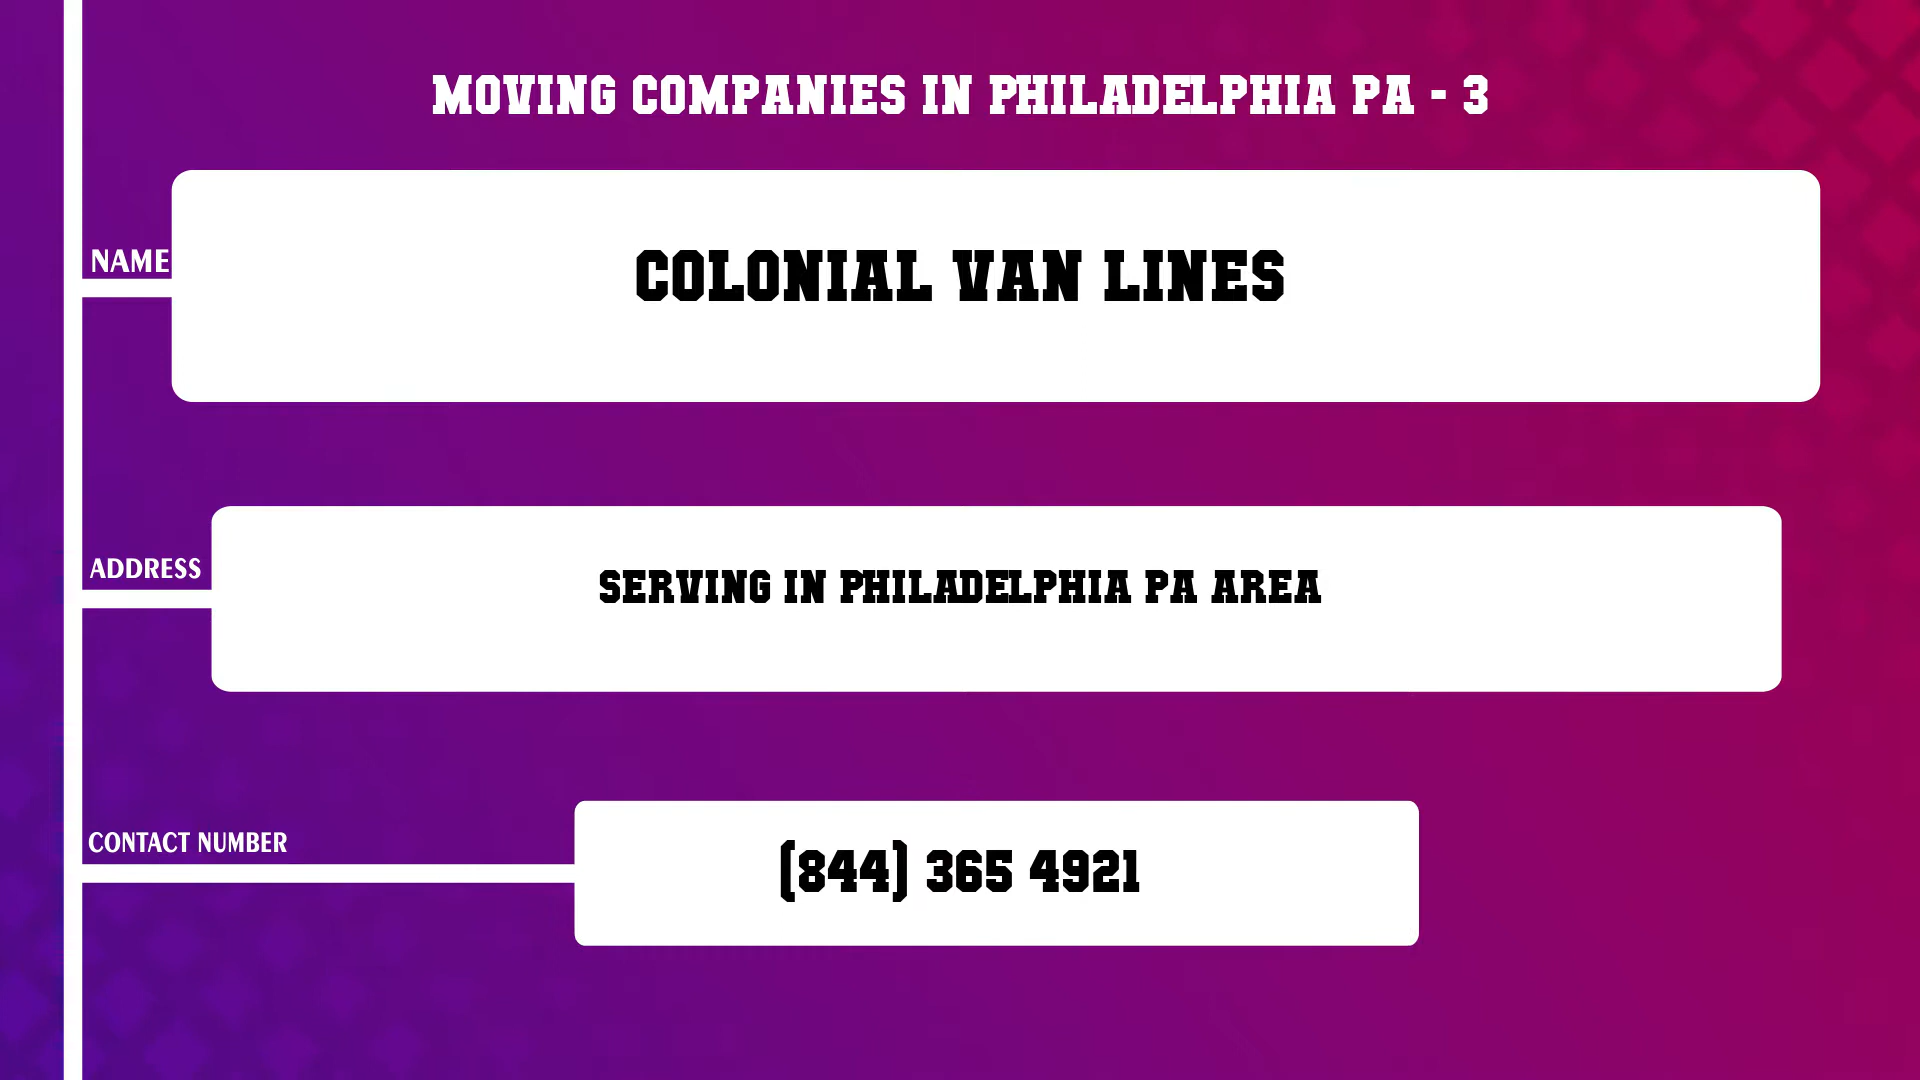 MOVING COMPANIES IN PHILADELPHIA PA - 3
NAME
COLONIAL VAN LINES
ADDRESS
SERVING IN PHILADELPHIA PA AREA
CONTACT NUMBER
(844) 365 4921